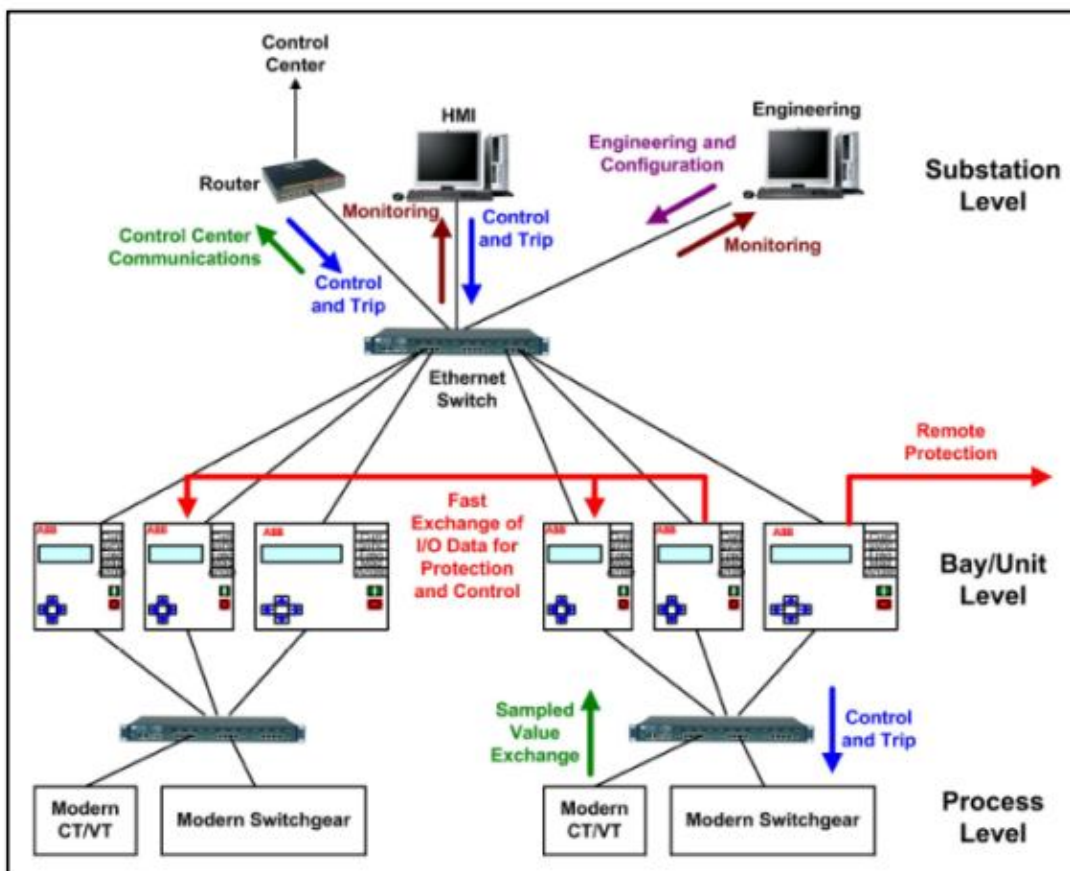 Control
Center
HMI
Engineering
Engineering and
Configuration
Substation
Level
Router
Monitoring
Control
and Trip
Monitoring
Control Center
Communications
Control
and Trip
Ethernet
Switch
Remote
Protection
Fast
Exchange of
I/O Data for
Protection
and Control
ABB
ABB
ABB
ABB
ABB
ABB
Bay/Unit
Level
Sampled
Value
Exchange
Control
and Trip
Modern
CT/VT
Modern Switchgear
Modern
CT/VT
Modern Switchgear
Process
Level